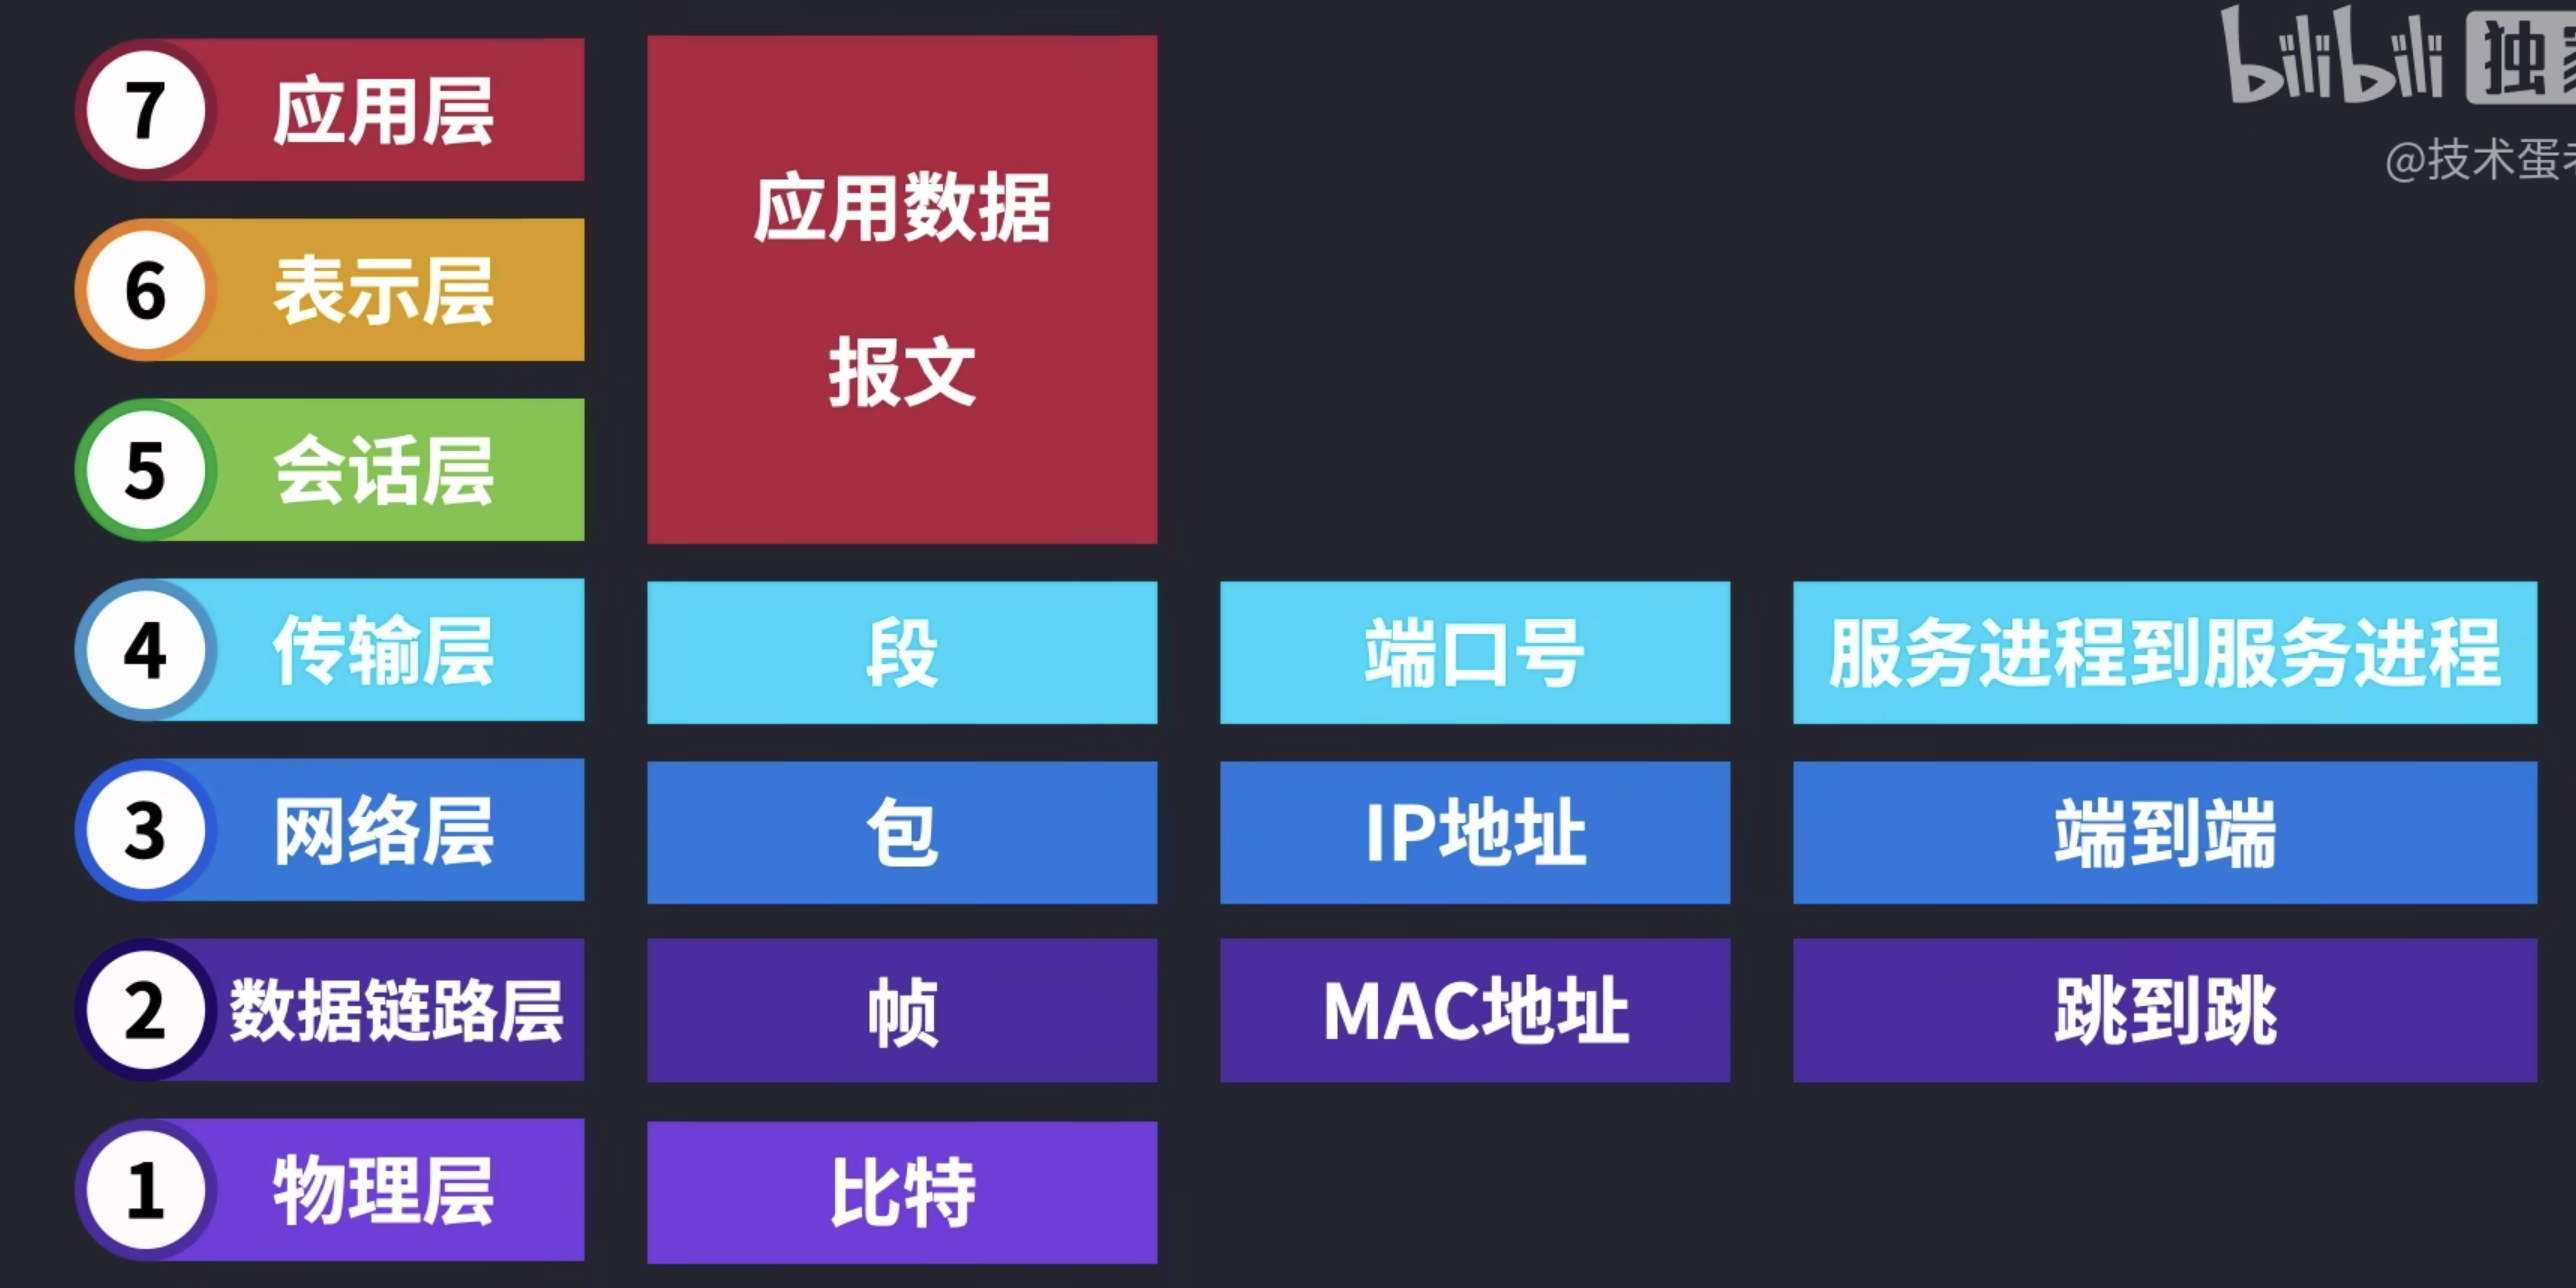 bilibili 独
@技术蛋
7 应用层
应用数据
报文
6 表示层
5 会话层
4 传输层 段 端口号 服务进程到服务进程
3 网络层 包 IP地址 端到端
2 数据链路层 帧 MAC地址 跳到跳
1 物理层 比特